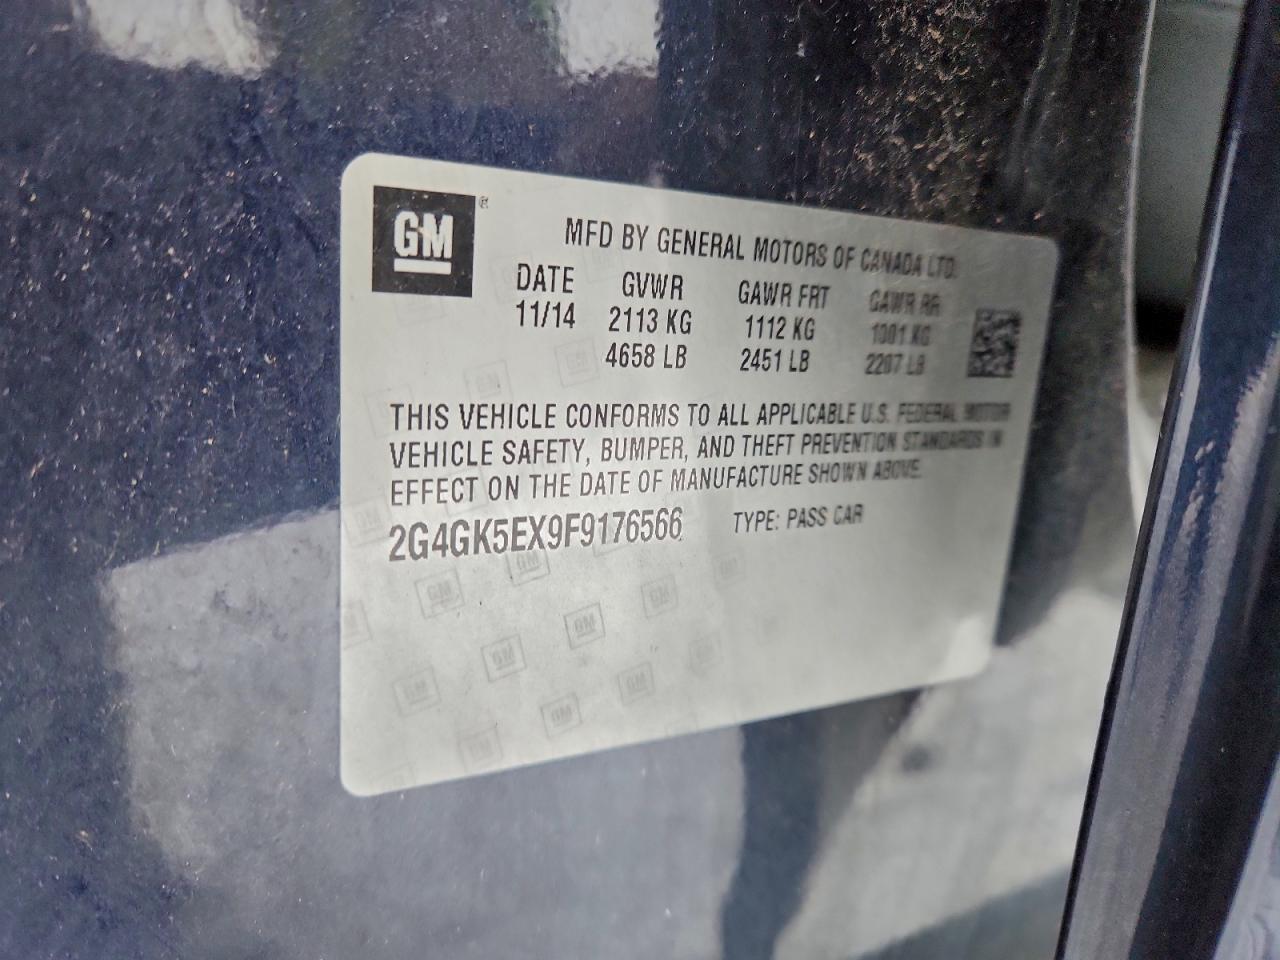 GM®
MFD BY GENERAL MOTORS OF CANADA LTD.
DATE GVWR GAWR FRT GAWR RR
11/14 2113 KG 1112 KG 1001 KG
4658 LB 2451 LB 2207 LB
THIS VEHICLE CONFORMS TO ALL APPLICABLE U.S. FEDERAL MOTOR
VEHICLE SAFETY, BUMPER, AND THEFT PREVENTION STANDARDS IN
EFFECT ON THE DATE OF MANUFACTURE SHOWN ABOVE.
2G4GK5EX9F9176566 TYPE: PASS CAR